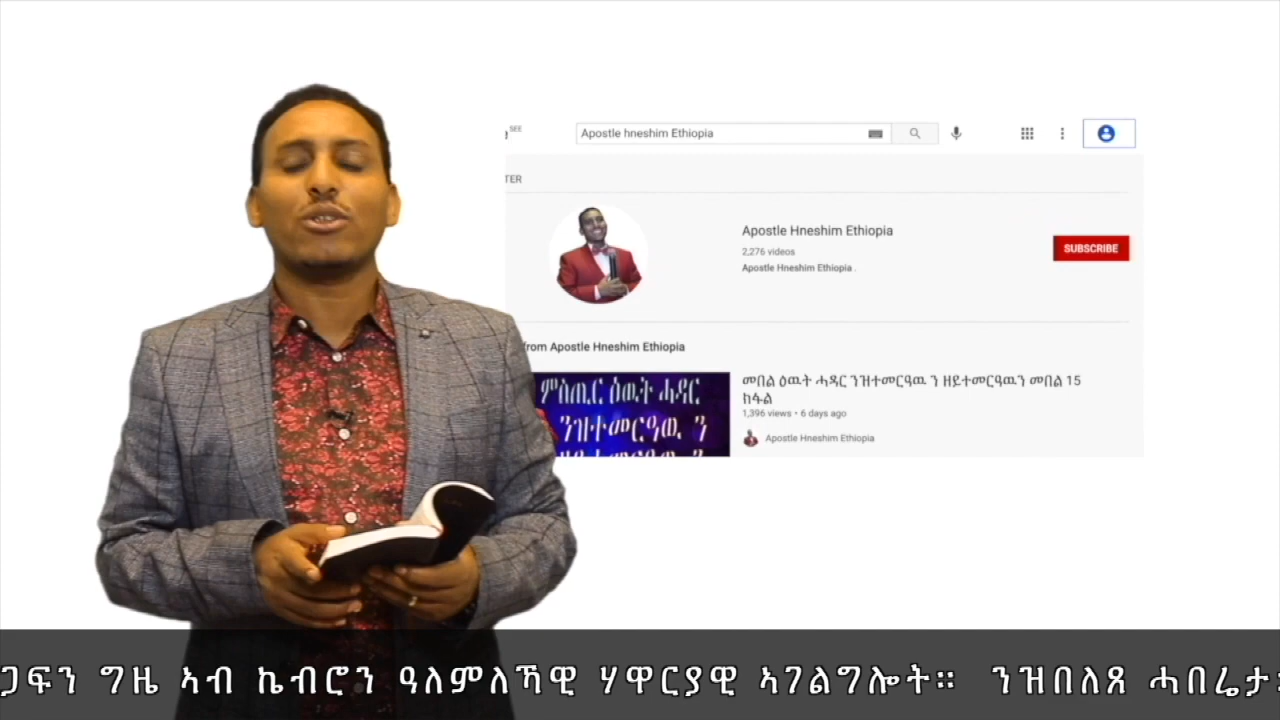 SEE
Apostle hneshim Ethiopia
TER
Apostle Hneshim Ethiopia
2,276 videos
Apostle Hneshim Ethiopia .
SUBSCRIBE
from Apostle Hneshim Ethiopia
ምስጢር ዕዉት ሓዳር
ንዝተመርዓዉ ን
መበል ዕዉት ሓዳር ንዝተመርዓዉ ን ዘይተመርዓዉን መበል 15
ክፋል
1,396 views • 6 days ago
Apostle Hneshim Ethiopia
ጋፍን ግዜ ኣብ ኬብሮን ዓለምለኻዊ ሃዋርያዊ ኣገልግሎት። ንዝበለጸ ሓበሬታ